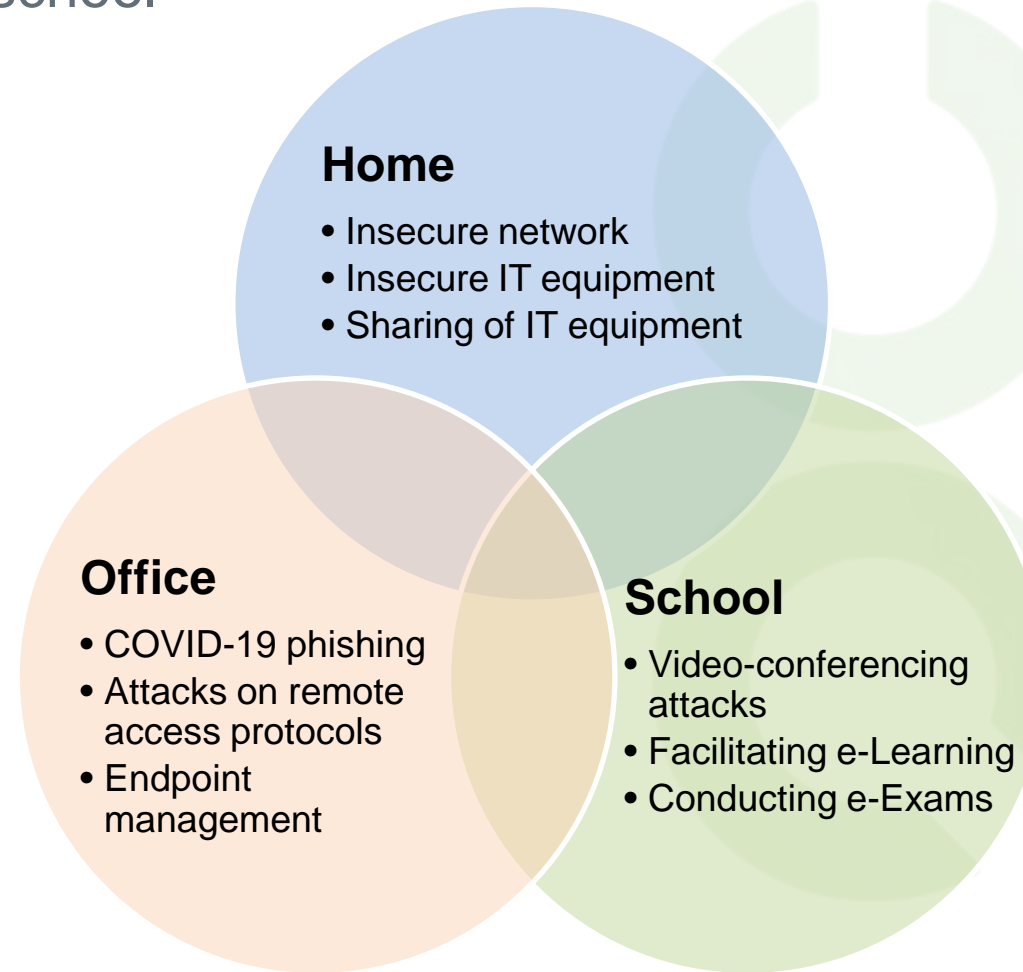 Home
• Insecure network
• Insecure IT equipment
• Sharing of IT equipment
Office
• COVID-19 phishing
• Attacks on remote
access protocols
• Endpoint
management
School
• Video-conferencing
attacks
• Facilitating e-Learning
• Conducting e-Exams